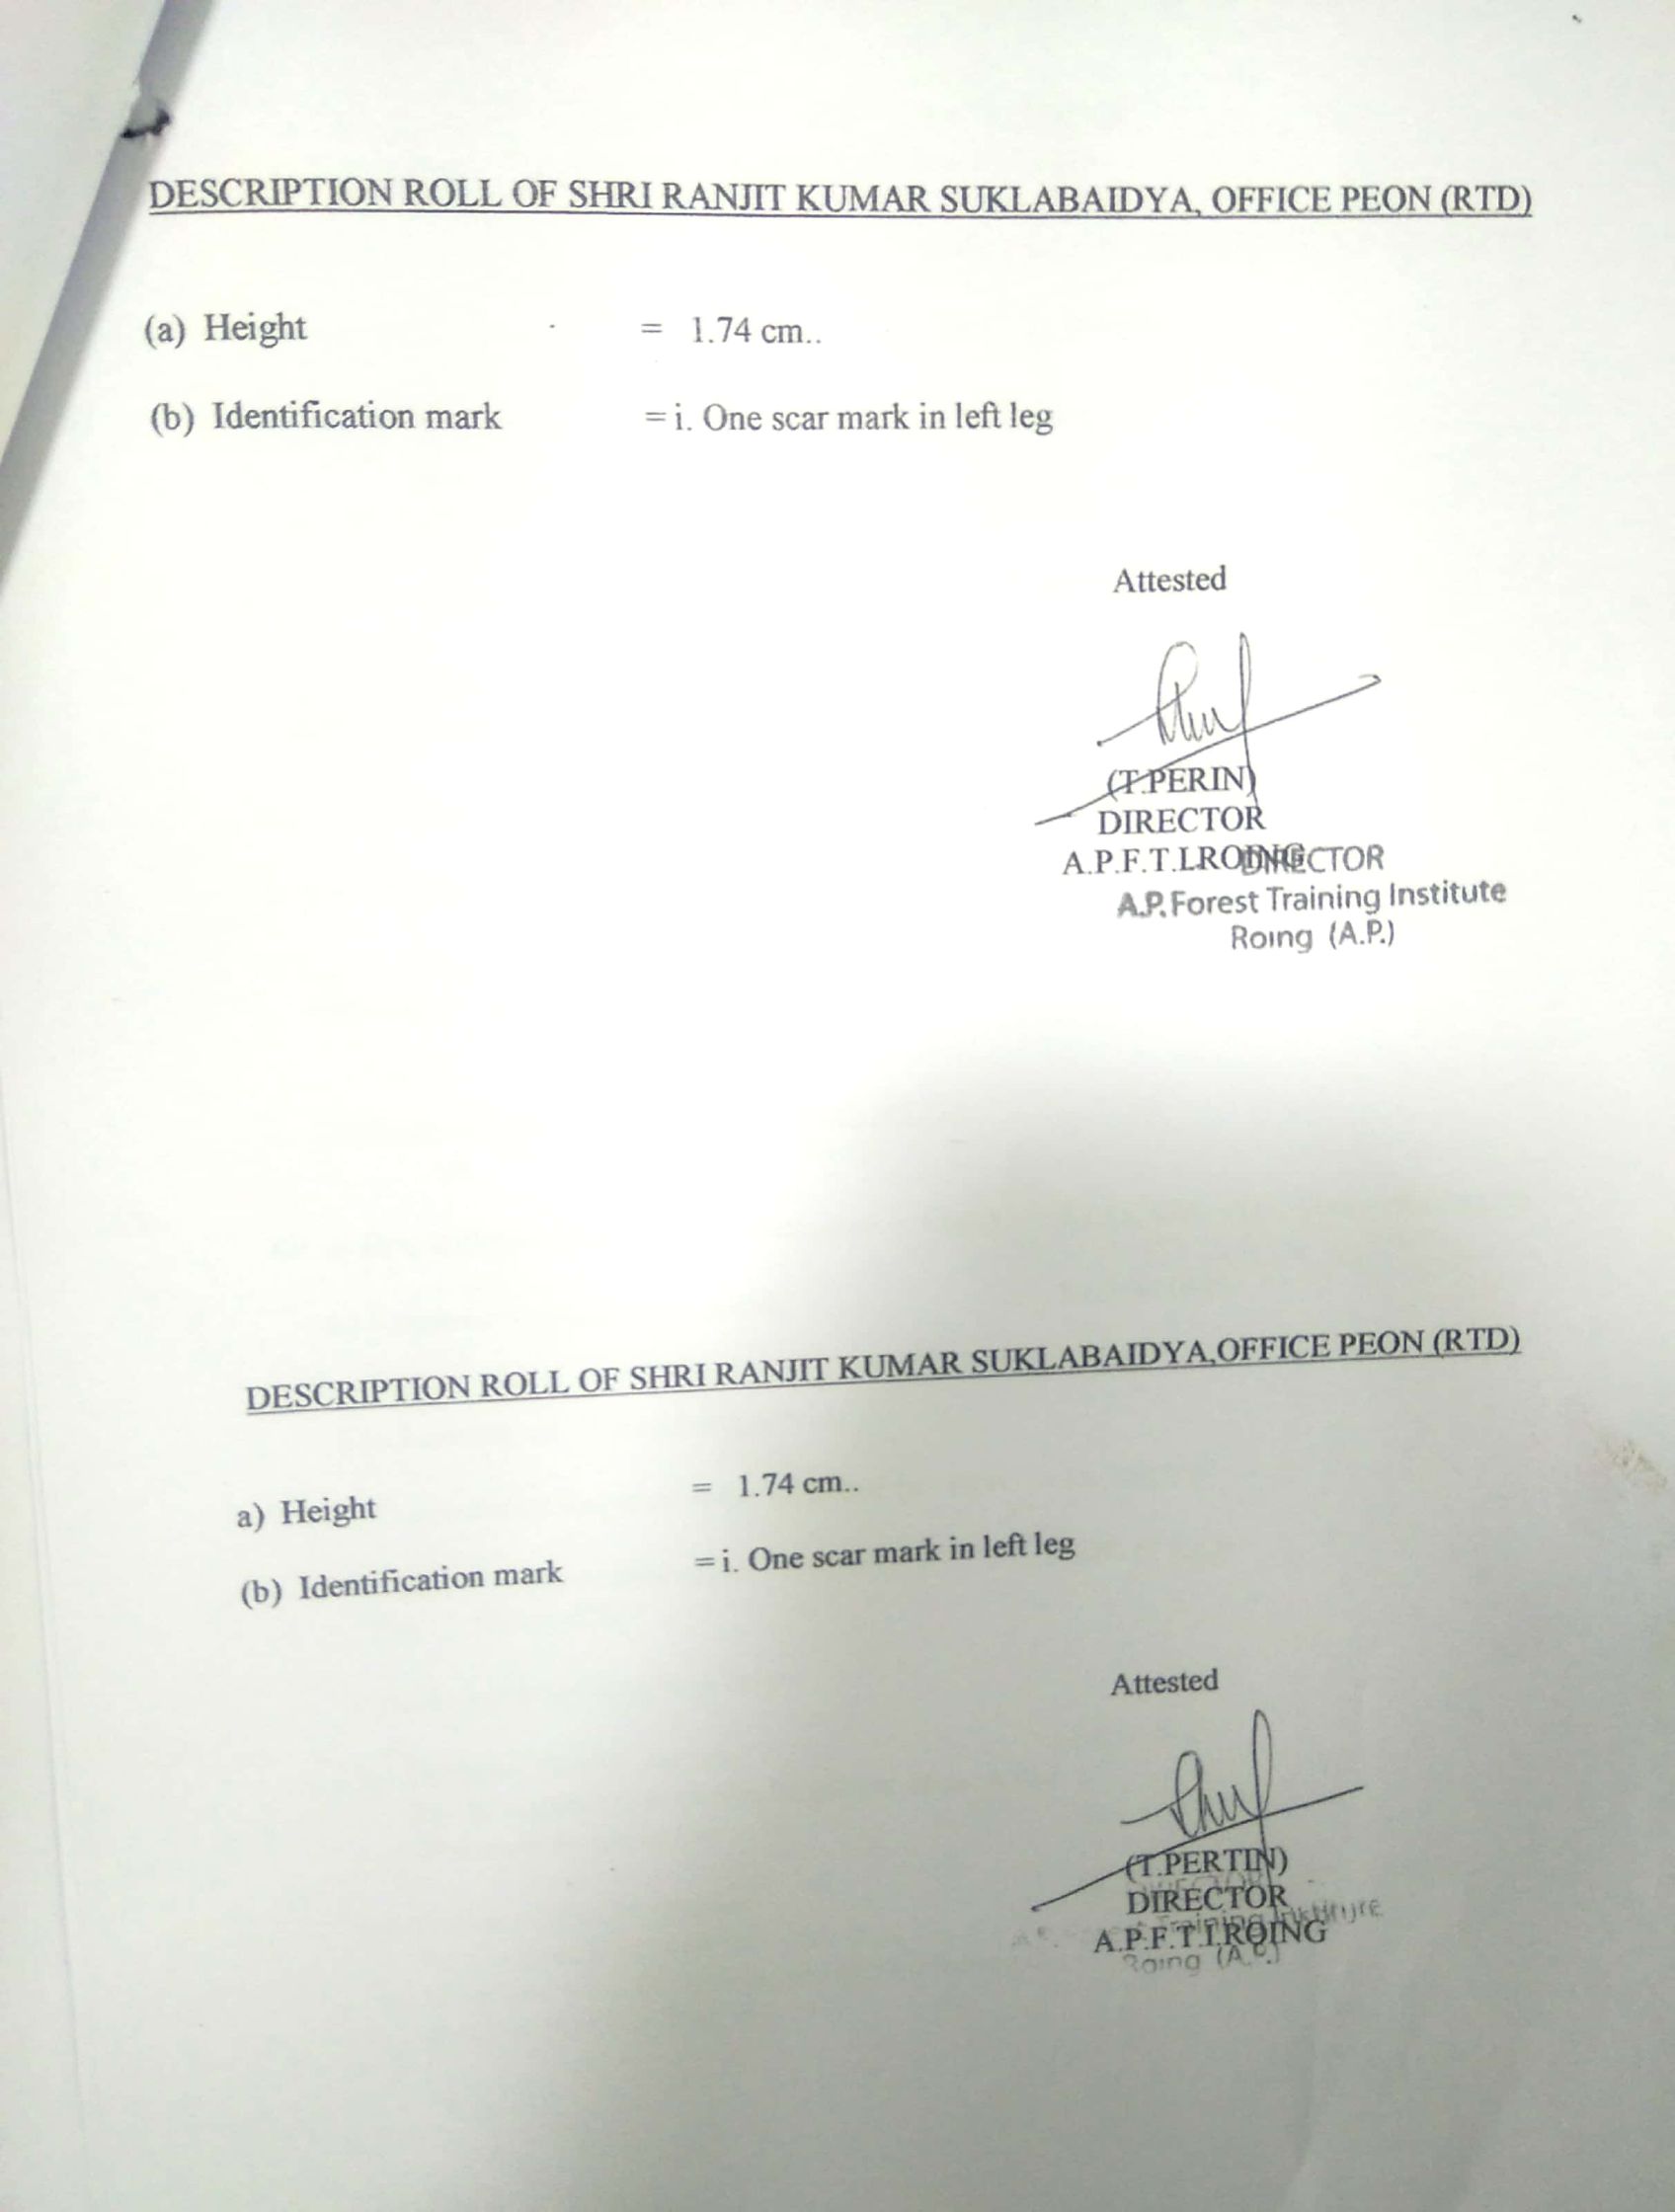 DESCRIPTION ROLL OF SHRI RANJIT KUMAR SUKLABAIDYA, OFFICE PEON (RTD)
(a) Height = 1.74 cm..
(b) Identification mark = i. One scar mark in left leg
Attested
(T.PERIN)
DIRECTOR
A.P.F.T.I.ROING
DIRECTOR
A.P. Forest Training Institute
Roing (A.P.)
DESCRIPTION ROLL OF SHRI RANJIT KUMAR SUKLABAIDYA,OFFICE PEON (RTD)
a) Height = 1.74 cm..
(b) Identification mark = i. One scar mark in left leg
Attested
(T.PERTIN)
DIRECTOR
A.P.F.T.I.ROING
Training Institute
Roing (A.P.)